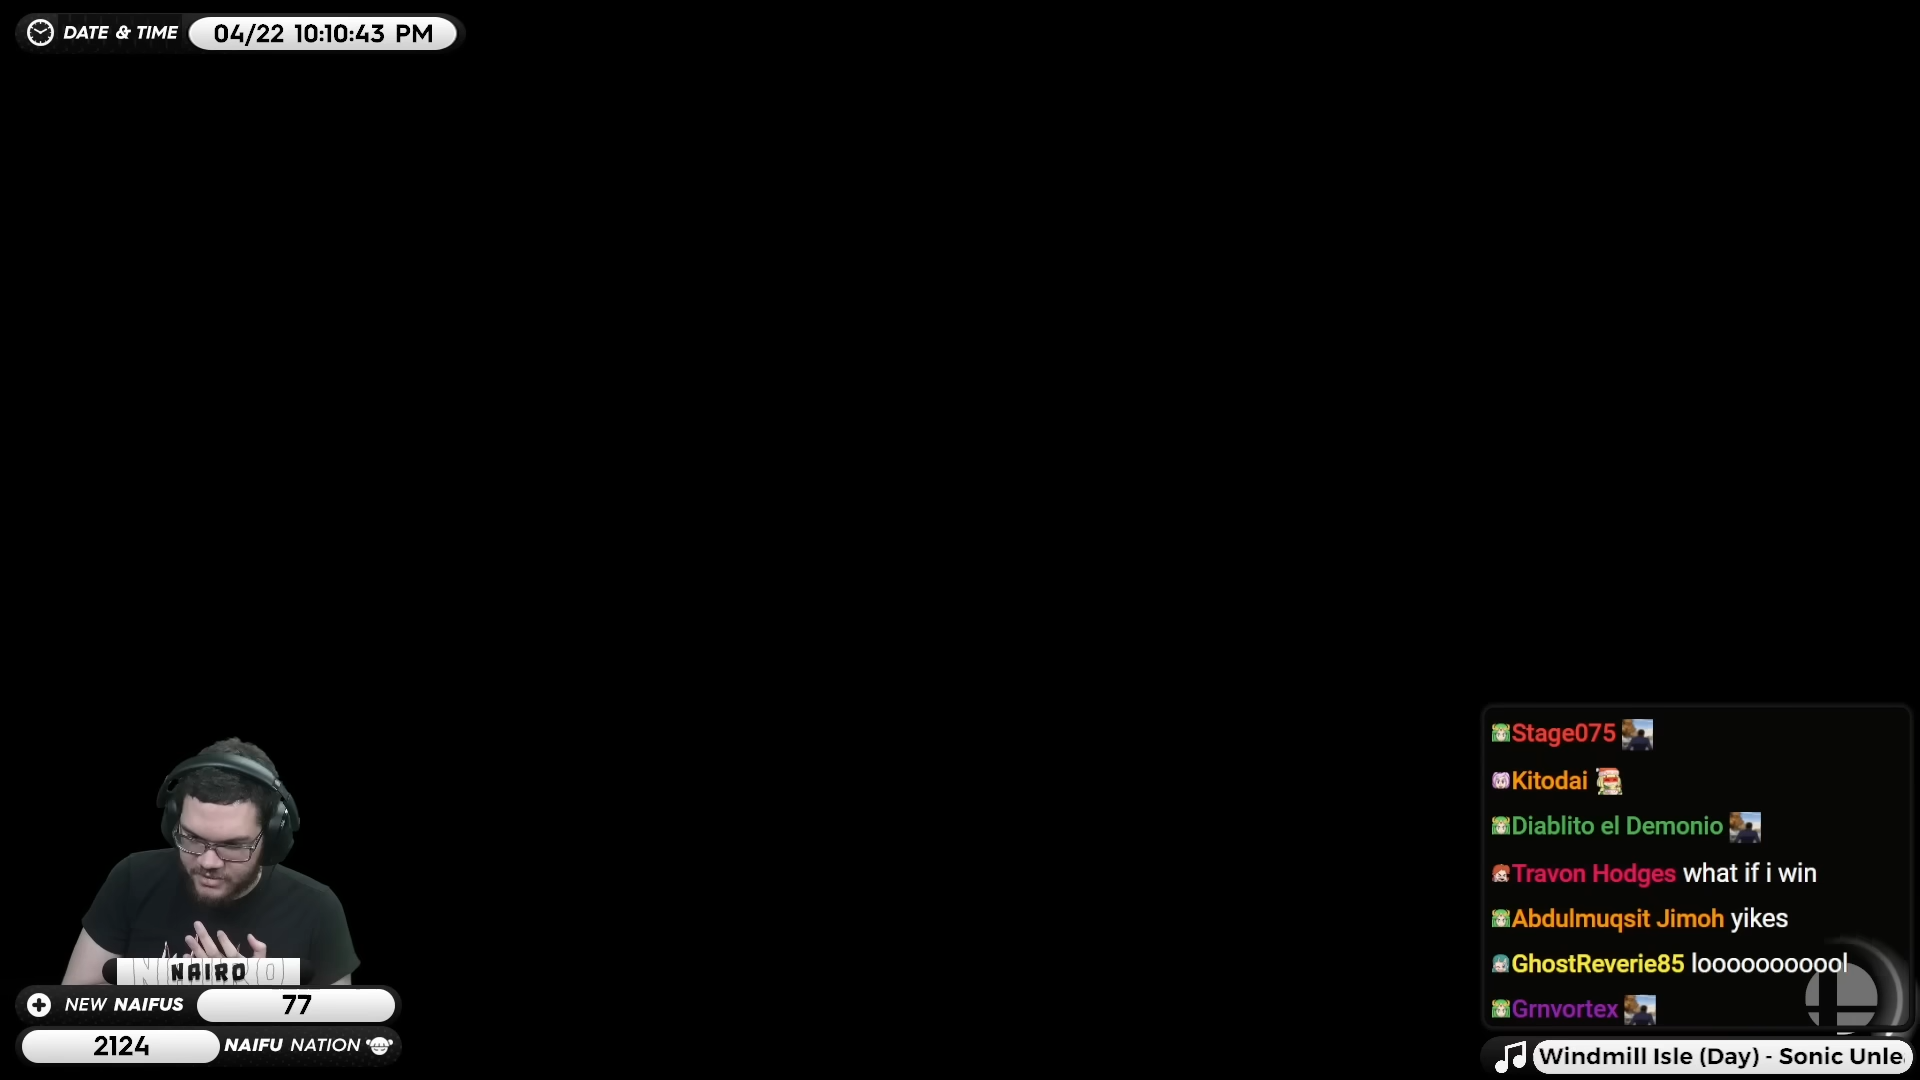 DATE & TIME 04/22 10:10:43 PM
Stage075
Kitodai
Diablito el Demonio
Travon Hodges what if i win
Abdulmuqsit Jimoh yikes
GhostReverie85 looooooooool
Grnvortex
NAIRO
NEW NAIFUS 77
2124 NAIFU NATION
Windmill Isle (Day) - Sonic Unle